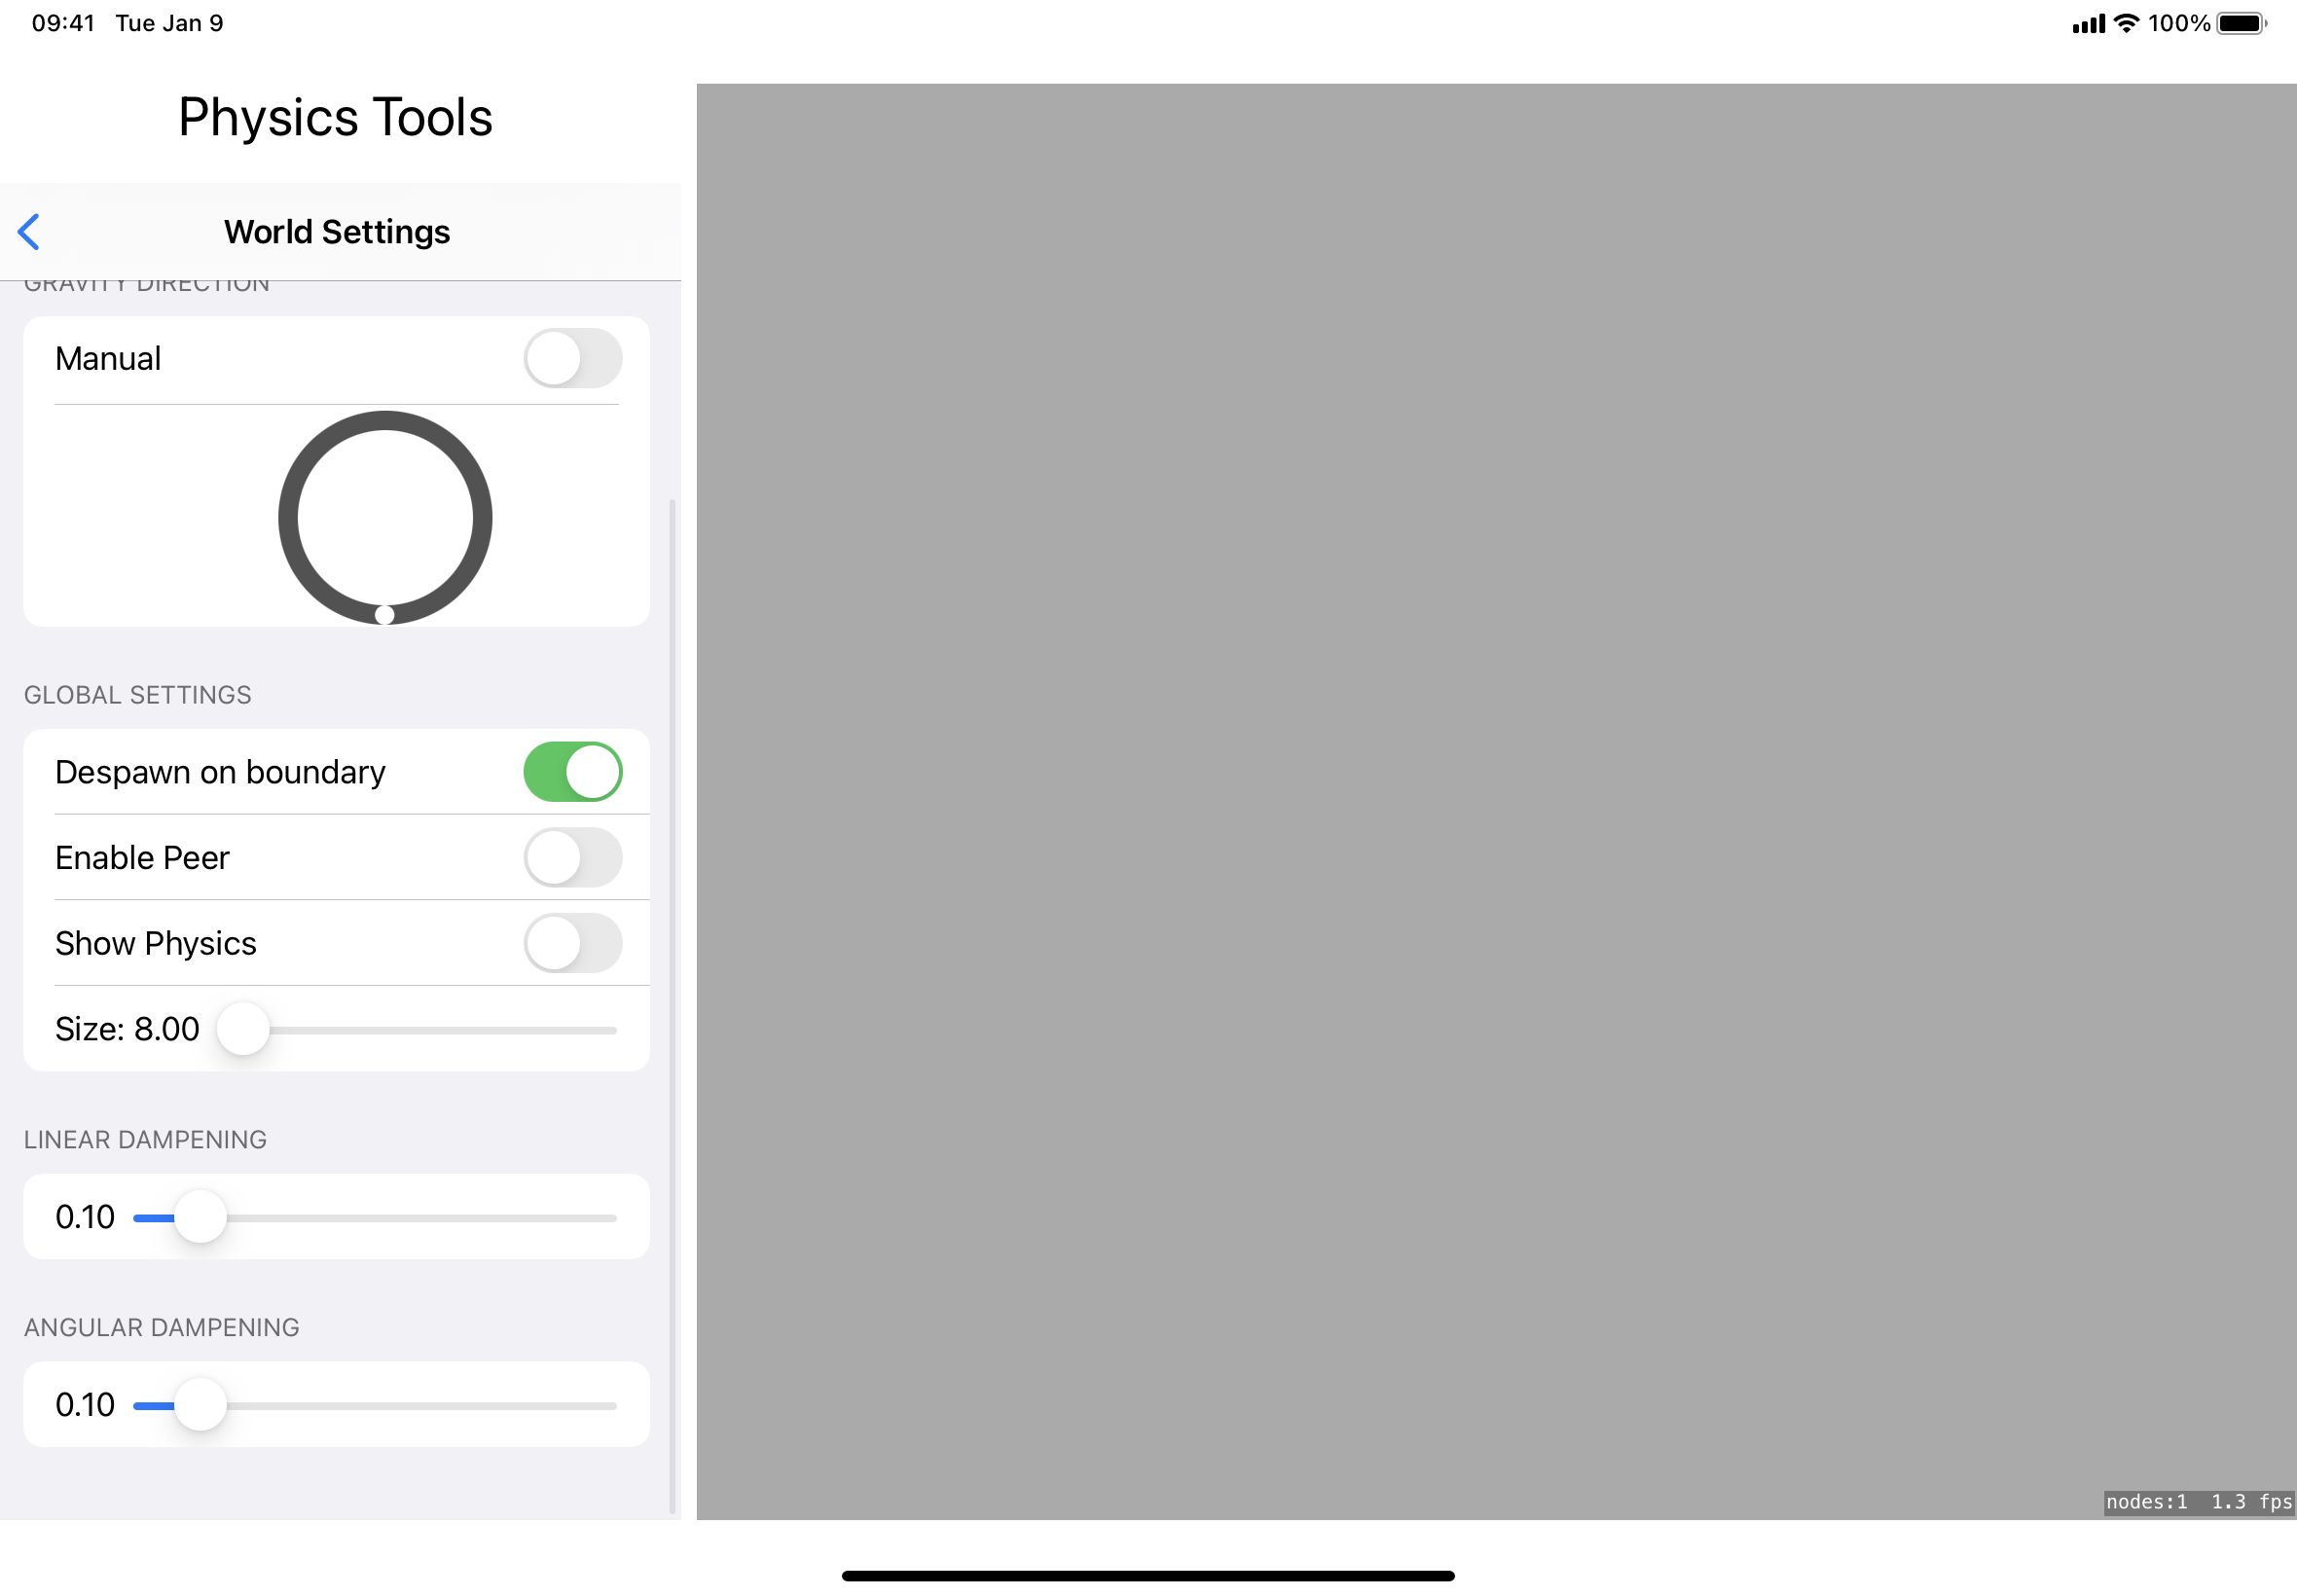 09:41 Tue Jan 9
100%
Physics Tools
World Settings
GRAVITY DIRECTION
Manual
GLOBAL SETTINGS
Despawn on boundary
Enable Peer
Show Physics
Size: 8.00
LINEAR DAMPENING
0.10
ANGULAR DAMPENING
0.10
nodes:1 1.3 fps